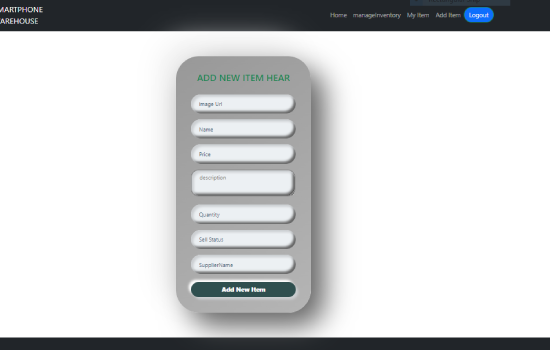 MARTPHONE
AREHOUSE
Home manageInventory My Item Add Item Logout
ADD NEW ITEM HEAR
Image Url
Name
Price
description
Quantity
Sell Status
SupplierName
Add New Item